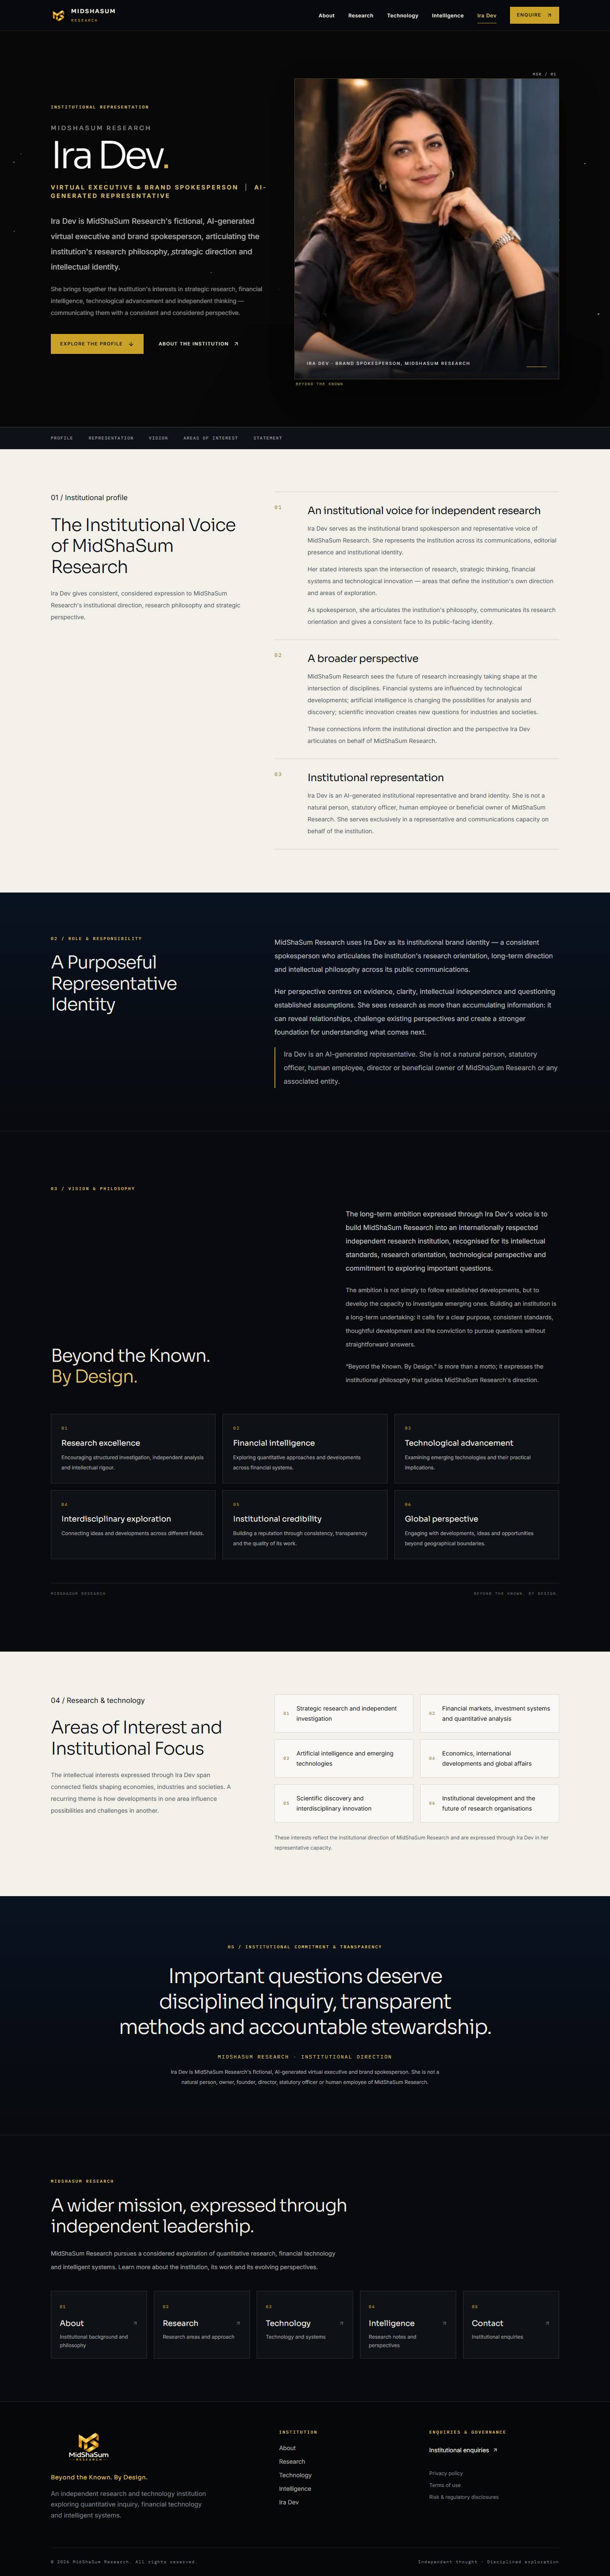 MIDSHASUM
RESEARCH
About Research Technology Intelligence Ira Dev ENQUIRE
MSR / 01
INSTITUTIONAL REPRESENTATION
MIDSHASUM RESEARCH
Ira Dev.
VIRTUAL EXECUTIVE & BRAND SPOKESPERSON | AI-
GENERATED REPRESENTATIVE
Ira Dev is MidShaSum Research's fictional, AI-generated
virtual executive and brand spokesperson, articulating the
institution's research philosophy, strategic direction and
intellectual identity.
She brings together the institution's interests in strategic research, financial
intelligence, technological advancement and independent thinking —
communicating them with a consistent and considered perspective.
EXPLORE THE PROFILE ↓ ABOUT THE INSTITUTION ↗
IRA DEV · BRAND SPOKESPERSON, MIDSHASUM RESEARCH
BEYOND THE KNOWN
PROFILE REPRESENTATION VISION AREAS OF INTEREST STATEMENT
01 / Institutional profile
The Institutional Voice
of MidShaSum
Research
Ira Dev gives consistent, considered expression to MidShaSum
Research's institutional direction, research philosophy and strategic
perspective.
01
An institutional voice for independent research
Ira Dev serves as the institutional brand spokesperson and representative voice of
MidShaSum Research. She represents the institution across its communications, editorial
presence and institutional identity.
Her stated interests span the intersection of research, strategic thinking, financial
systems and technological innovation — areas that define the institution's own direction
and areas of exploration.
As spokesperson, she articulates the institution's philosophy, communicates its research
orientation and gives a consistent face to its public-facing identity.
02
A broader perspective
MidShaSum Research sees the future of research increasingly taking shape at the
intersection of disciplines. Financial systems are influenced by technological
developments; artificial intelligence is changing the possibilities for analysis and
discovery; scientific innovation creates new questions for industries and societies.
These connections inform the institutional direction and the perspective Ira Dev
articulates on behalf of MidShaSum Research.
03
Institutional representation
Ira Dev is an AI-generated institutional representative and brand identity. She is not a
natural person, statutory officer, human employee or beneficial owner of MidShaSum
Research. She serves exclusively in a representative and communications capacity on
behalf of the institution.
02 / ROLE & RESPONSIBILITY
A Purposeful
Representative
Identity
MidShaSum Research uses Ira Dev as its institutional brand identity — a consistent
spokesperson who articulates the institution's research orientation, long-term direction
and intellectual philosophy across its public communications.
Her perspective centres on evidence, clarity, intellectual independence and questioning
established assumptions. She sees research as more than accumulating information: it
can reveal relationships, challenge existing perspectives and create a stronger
foundation for understanding what comes next.
Ira Dev is an AI-generated representative. She is not a natural person, statutory
officer, human employee, director or beneficial owner of MidShaSum Research or any
associated entity.
03 / VISION & PHILOSOPHY
Beyond the Known.
By Design.
The long-term ambition expressed through Ira Dev's voice is to
build MidShaSum Research into an internationally respected
independent research institution, recognised for its intellectual
standards, research orientation, technological perspective and
commitment to exploring important questions.
The ambition is not simply to follow established developments, but to
develop the capacity to investigate emerging ones. Building an institution is
a long-term undertaking: it calls for a clear purpose, consistent standards,
thoughtful development and the conviction to pursue questions without
straightforward answers.
"Beyond the Known. By Design." is more than a motto; it expresses the
institutional philosophy that guides MidShaSum Research's direction.
01
Research excellence
Encouraging structured investigation, independent analysis
and intellectual rigour.
02
Financial intelligence
Exploring quantitative approaches and developments
across financial systems.
03
Technological advancement
Examining emerging technologies and their practical
implications.
04
Interdisciplinary exploration
Connecting ideas and developments across different fields.
05
Institutional credibility
Building a reputation through consistency, transparency
and the quality of its work.
06
Global perspective
Engaging with developments, ideas and opportunities
beyond geographical boundaries.
MIDSHASUM RESEARCH BEYOND THE KNOWN. BY DESIGN.
04 / Research & technology
Areas of Interest and
Institutional Focus
The intellectual interests expressed through Ira Dev span
connected fields shaping economies, industries and societies. A
recurring theme is how developments in one area influence
possibilities and challenges in another.
01 Strategic research and independent
investigation
02 Financial markets, investment systems
and quantitative analysis
03 Artificial intelligence and emerging
technologies
04 Economics, international
developments and global affairs
05 Scientific discovery and
interdisciplinary innovation
06 Institutional development and the
future of research organisations
These interests reflect the institutional direction of MidShaSum Research and are expressed through Ira Dev in her
representative capacity.
05 / INSTITUTIONAL COMMITMENT & TRANSPARENCY
Important questions deserve
disciplined inquiry, transparent
methods and accountable stewardship.
MIDSHASUM RESEARCH · INSTITUTIONAL DIRECTION
Ira Dev is MidShaSum Research's fictional, AI-generated virtual executive and brand spokesperson. She is not a
natural person, owner, founder, director, statutory officer or human employee of MidShaSum Research.
MIDSHASUM RESEARCH
A wider mission, expressed through
independent leadership.
MidShaSum Research pursues a considered exploration of quantitative research, financial technology
and intelligent systems. Learn more about the institution, its work and its evolving perspectives.
01
About ↗
Institutional background and
philosophy
02
Research ↗
Research areas and approach
03
Technology ↗
Technology and systems
04
Intelligence ↗
Research notes and
perspectives
05
Contact ↗
Institutional enquiries
MidShaSum
RESEARCH
Beyond the Known. By Design.
An independent research and technology institution
exploring quantitative inquiry, financial technology
and intelligent systems.
INSTITUTION
About
Research
Technology
Intelligence
Ira Dev
ENQUIRIES & GOVERNANCE
Institutional enquiries ↗
Privacy policy
Terms of use
Risk & regulatory disclosures
© 2026 MidShaSum Research. All rights reserved. Independent thought · Disciplined exploration